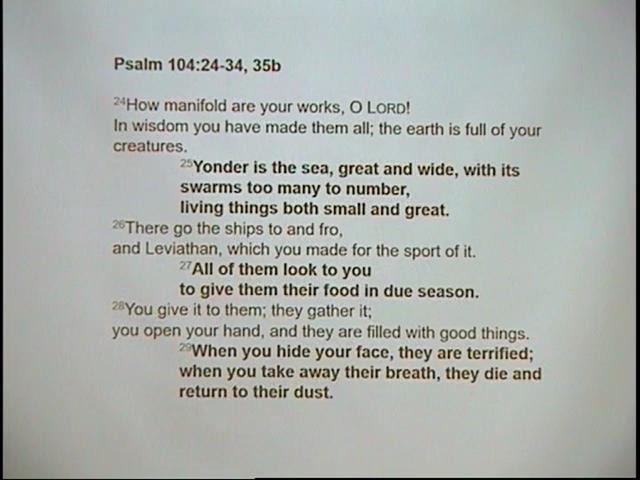 Psalm 104:24-34, 35b
24How manifold are your works, O LORD!
In wisdom you have made them all; the earth is full of your
creatures.
25Yonder is the sea, great and wide, with its
swarms too many to number,
living things both small and great.
26There go the ships to and fro,
and Leviathan, which you made for the sport of it.
27All of them look to you
to give them their food in due season.
28You give it to them; they gather it;
you open your hand, and they are filled with good things.
29When you hide your face, they are terrified;
when you take away their breath, they die and
return to their dust.